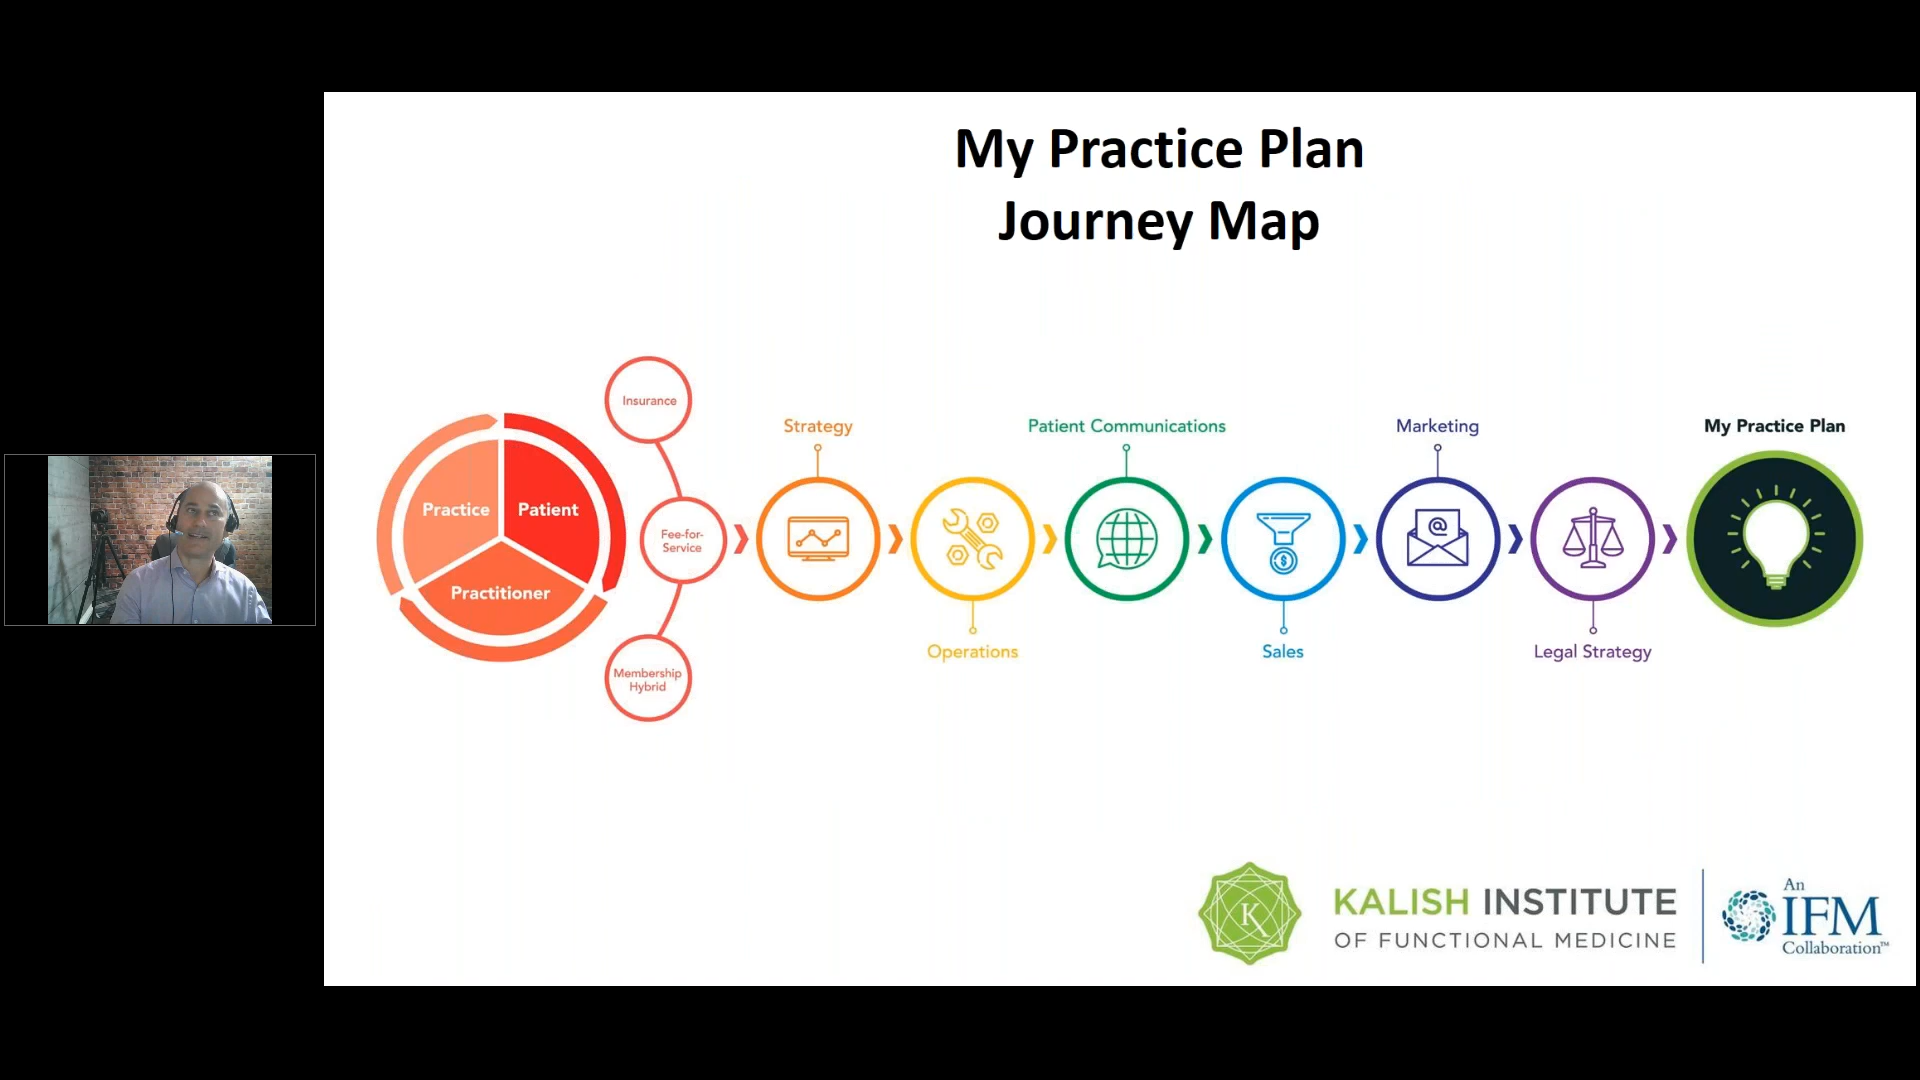 My Practice Plan
Journey Map
Practice
Patient
Practitioner
Insurance
Fee-for-
Service
Membership
Hybrid
Strategy
Operations
Patient Communications
Sales
$
Marketing
@
Legal Strategy
My Practice Plan
K
KALISH INSTITUTE
OF FUNCTIONAL MEDICINE
An
IFM
Collaboration™